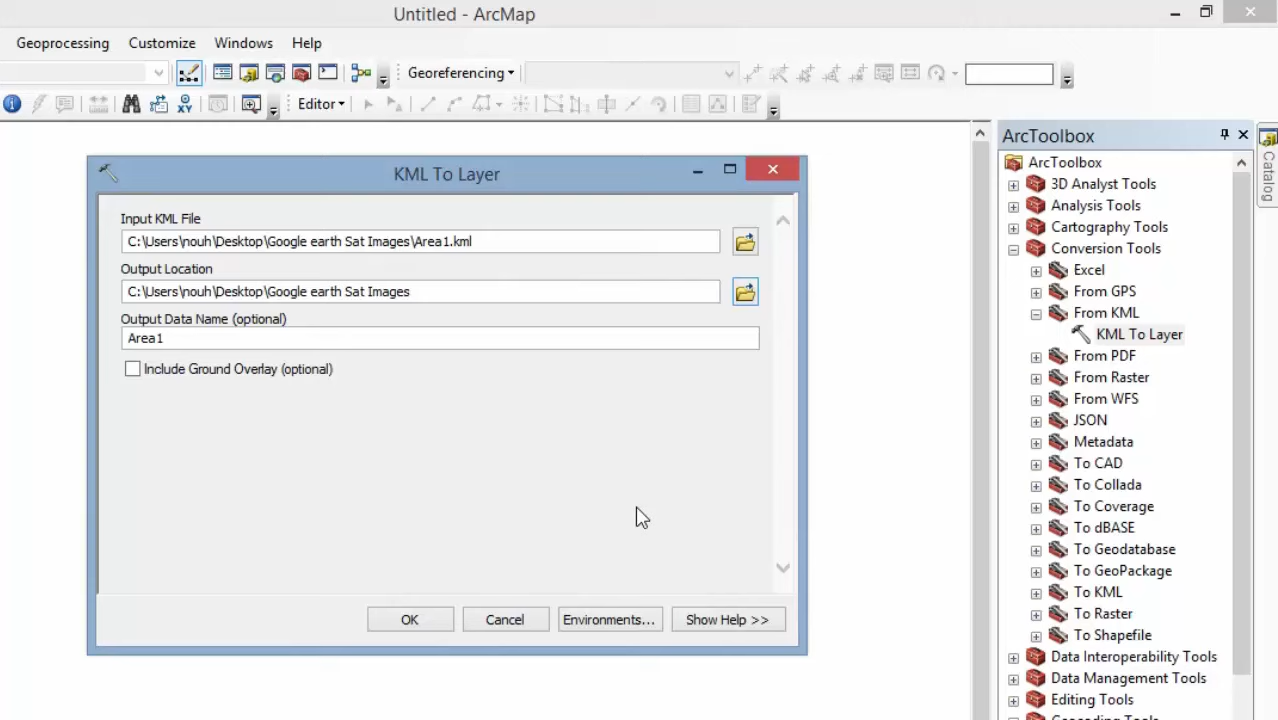 Untitled - ArcMap
Geoprocessing Customize Windows Help
Georeferencing
XY Editor
KML To Layer
Input KML File
C:\Users\nouh\Desktop\Google earth Sat Images\Area1.kml
Output Location
C:\Users\nouh\Desktop\Google earth Sat Images
Output Data Name (optional)
Area1
Include Ground Overlay (optional)
OK Cancel Environments... Show Help >>
ArcToolbox
ArcToolbox
3D Analyst Tools
Analysis Tools
Cartography Tools
Conversion Tools
Excel
From GPS
From KML
KML To Layer
From PDF
From Raster
From WFS
JSON
Metadata
To CAD
To Collada
To Coverage
To dBASE
To Geodatabase
To GeoPackage
To KML
To Raster
To Shapefile
Data Interoperability Tools
Data Management Tools
Editing Tools
Geocoding Tools
Catalog